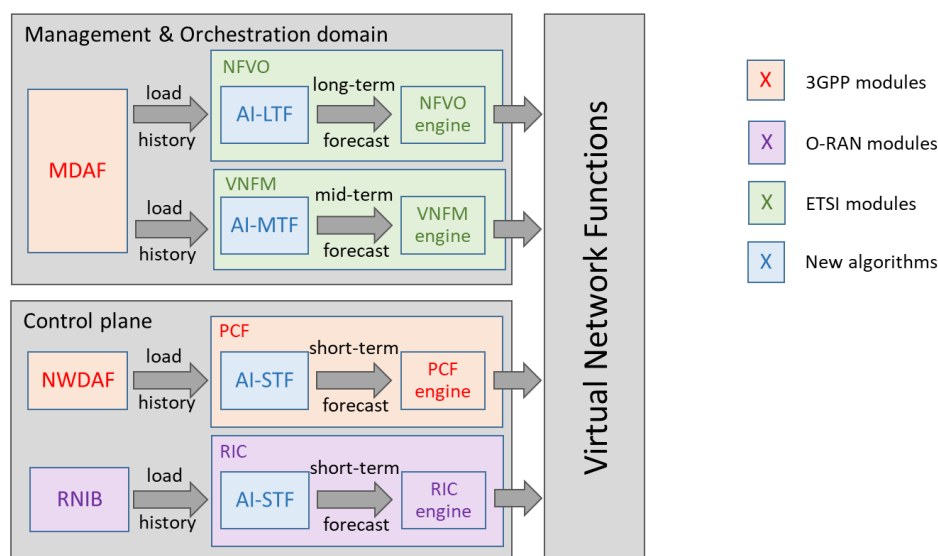 Management & Orchestration domain
MDAF
load
history
NFVO
AI-LTF
long-term
forecast
NFVO
engine
load
history
VNFM
AI-MTF
mid-term
forecast
VNFM
engine
Control plane
NWDAF
load
history
PCF
AI-STF
short-term
forecast
PCF
engine
RNIB
load
history
RIC
AI-STF
short-term
forecast
RIC
engine
Virtual Network Functions
X 3GPP modules
X O-RAN modules
X ETSI modules
X New algorithms